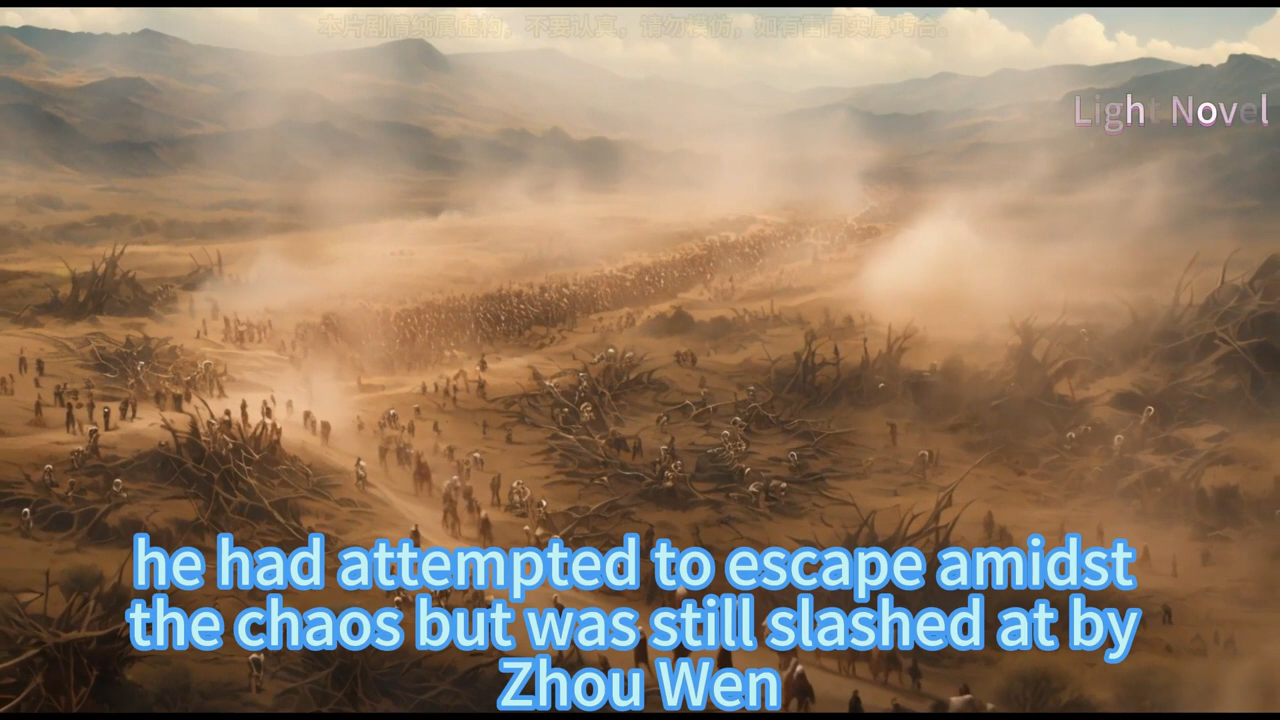 本片剧情纯属虚构，不要认真，请勿模仿，如有雷同实属巧合。
Light Novel
he had attempted to escape amidst
the chaos but was still slashed at by
Zhou Wen